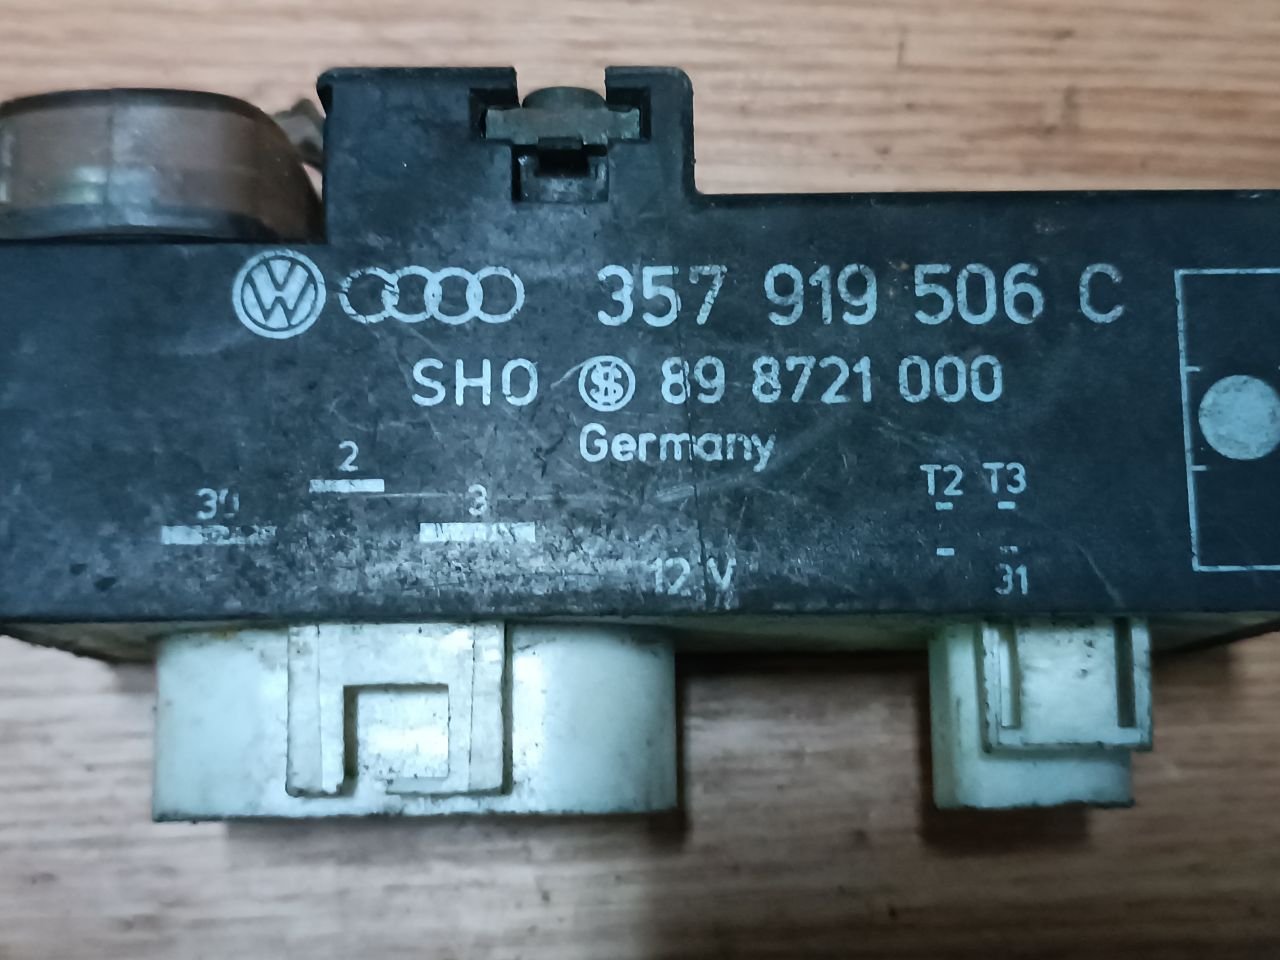 357 919 506 C
SHO 89 8721 000
Germany
2
T2 T3
30 3
12 V
31